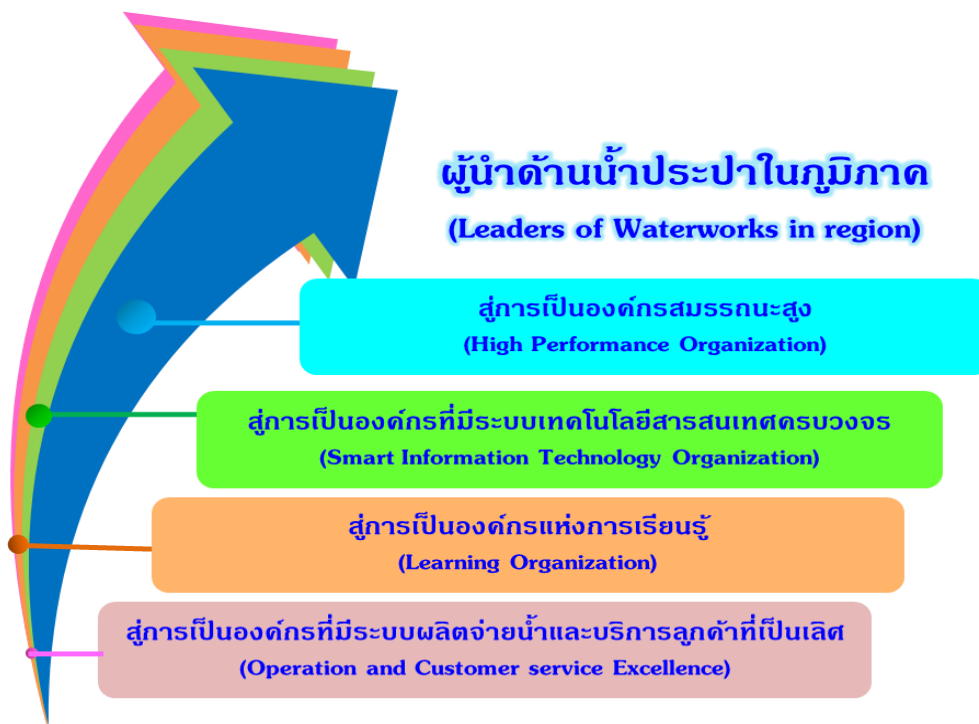 ผู้นำด้านน้ำประปาในภูมิภาค
(Leaders of Waterworks in region)
สู่การเป็นองค์กรสมรรถนะสูง
(High Performance Organization)
สู่การเป็นองค์กรที่มีระบบเทคโนโลยีสารสนเทศครบวงจร
(Smart Information Technology Organization)
สู่การเป็นองค์กรแห่งการเรียนรู้
(Learning Organization)
สู่การเป็นองค์กรที่มีระบบผลิตจ่ายน้ำและบริการลูกค้าที่เป็นเลิศ
(Operation and Customer service Excellence)